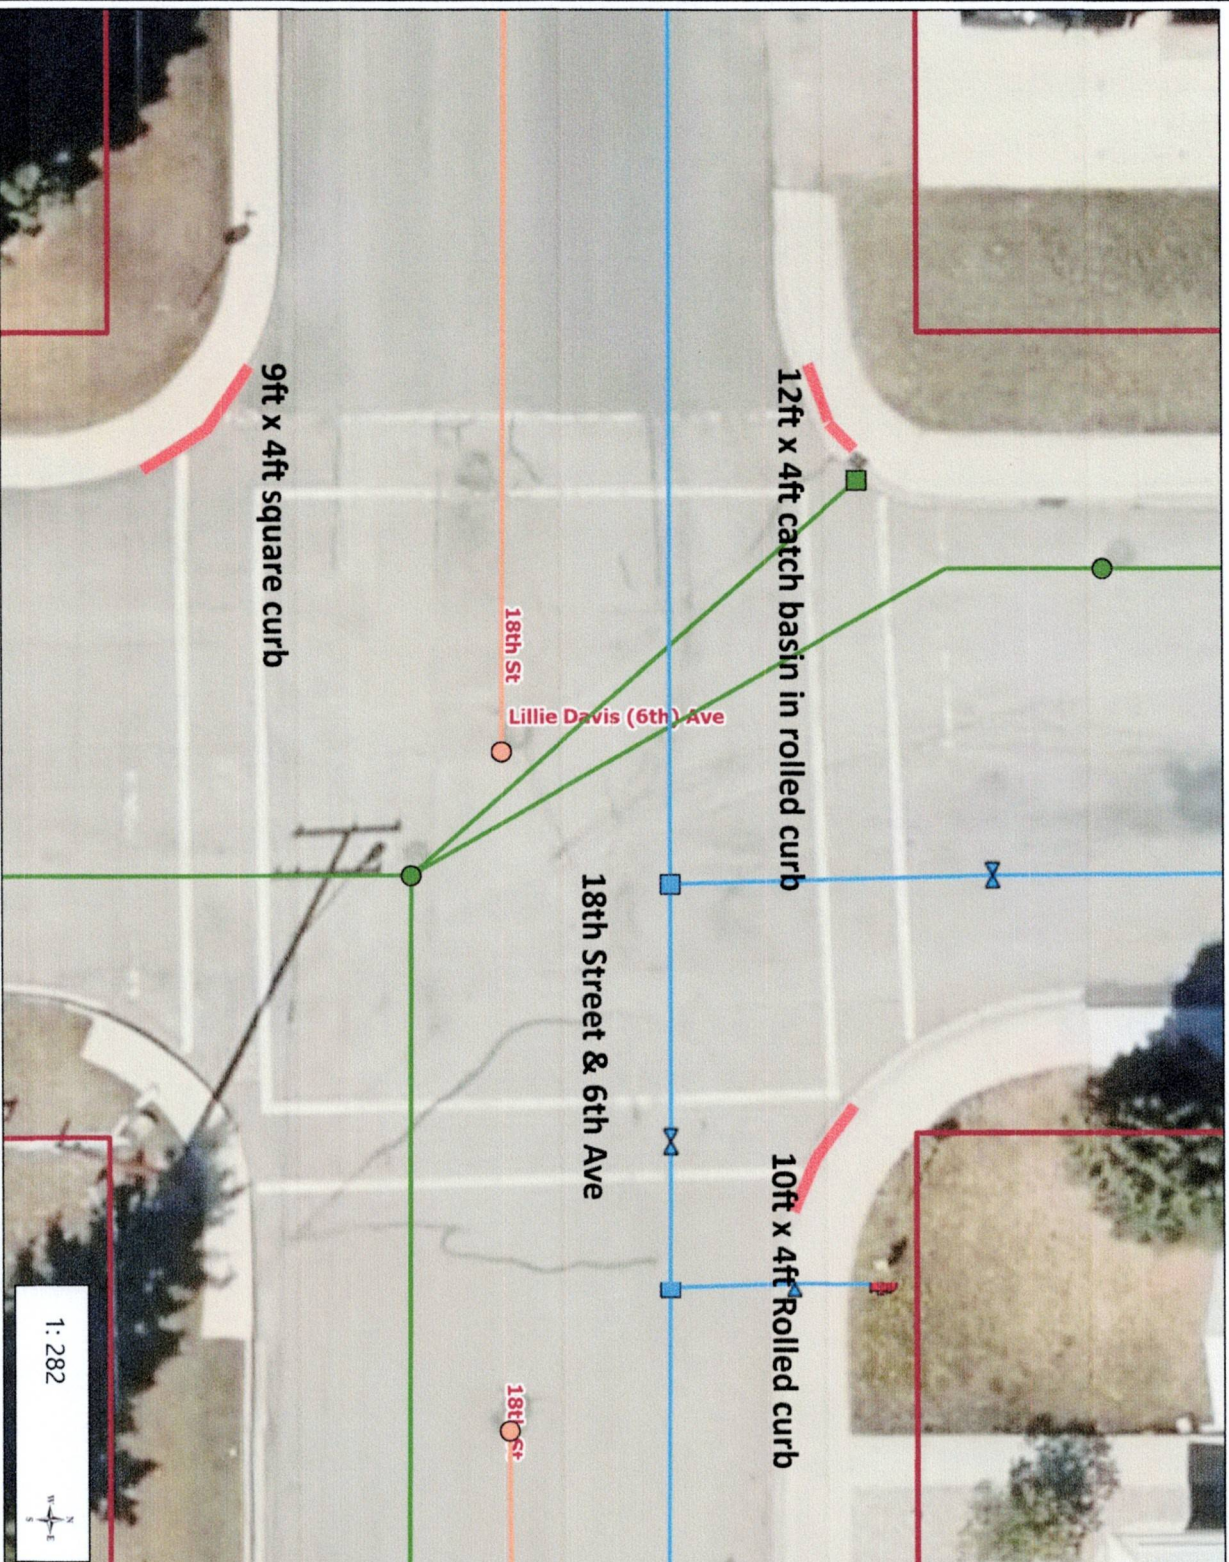 12ft x 4ft catch basin in rolled curb
10ft x 4ft Rolled curb
18th Street & 6th Ave
Lillie Davis (6th) Ave
18th St
18th St
9ft x 4ft square curb
1: 282
N
W
E
S